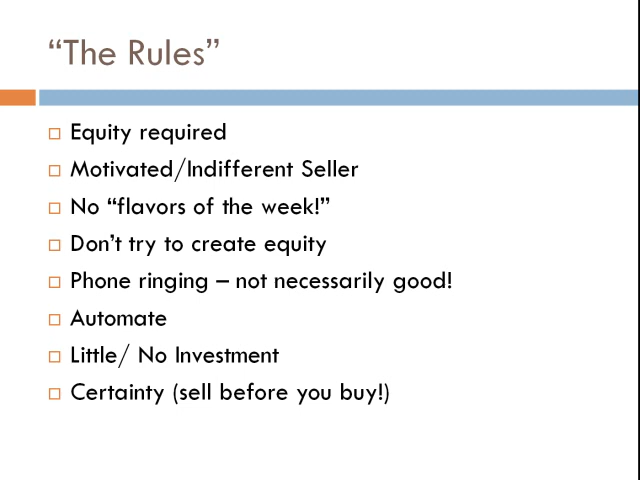 “The Rules”
Equity required
Motivated/Indifferent Seller
No “flavors of the week!”
Don’t try to create equity
Phone ringing – not necessarily good!
Automate
Little/ No Investment
Certainty (sell before you buy!)